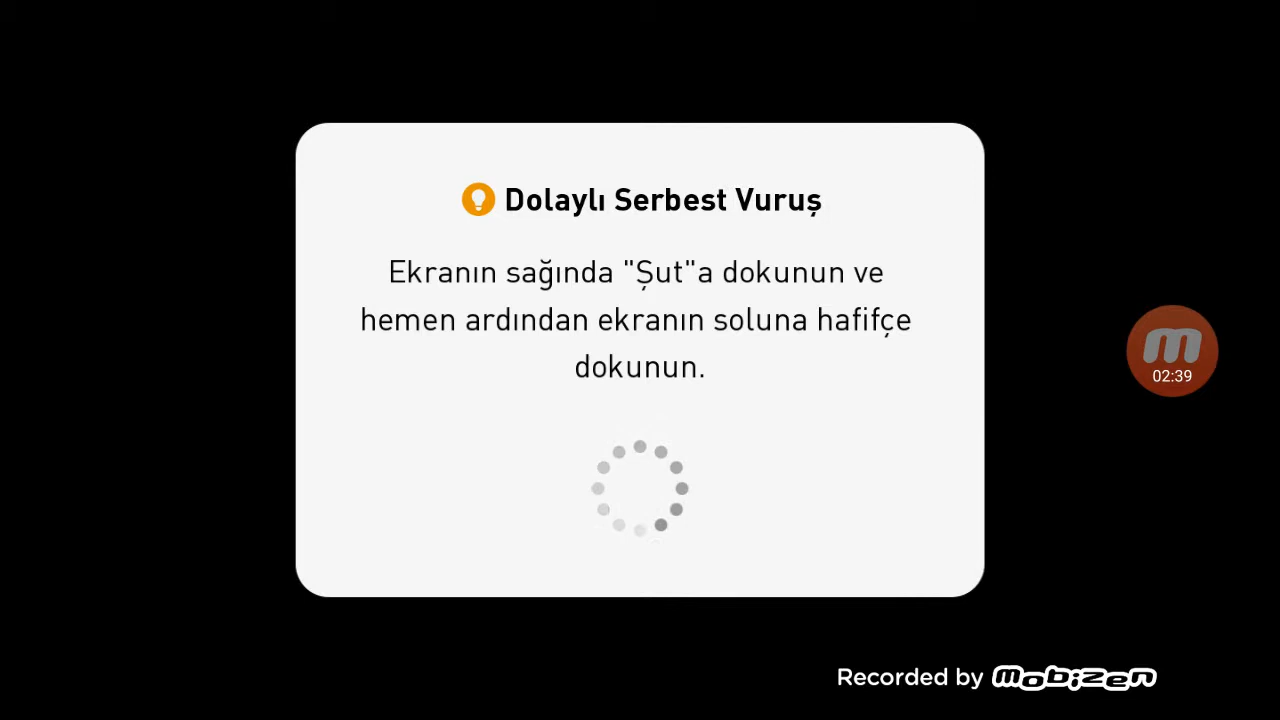 Dolaylı Serbest Vuruş
Ekranın sağında "Şut"a dokunun ve
hemen ardından ekranın soluna hafifçe
dokunun.
02:39
Recorded by mobizen